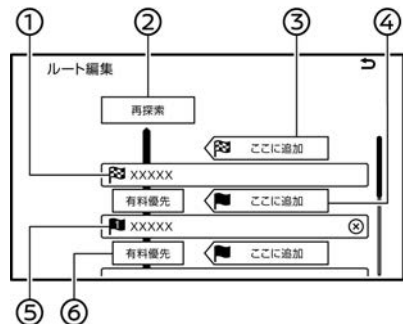 ① ② ③ ④
ルート編集
再探索
ここに追加
XXXXX
有料優先 ここに追加
1 XXXXX
有料優先 ここに追加
⑤ ⑥